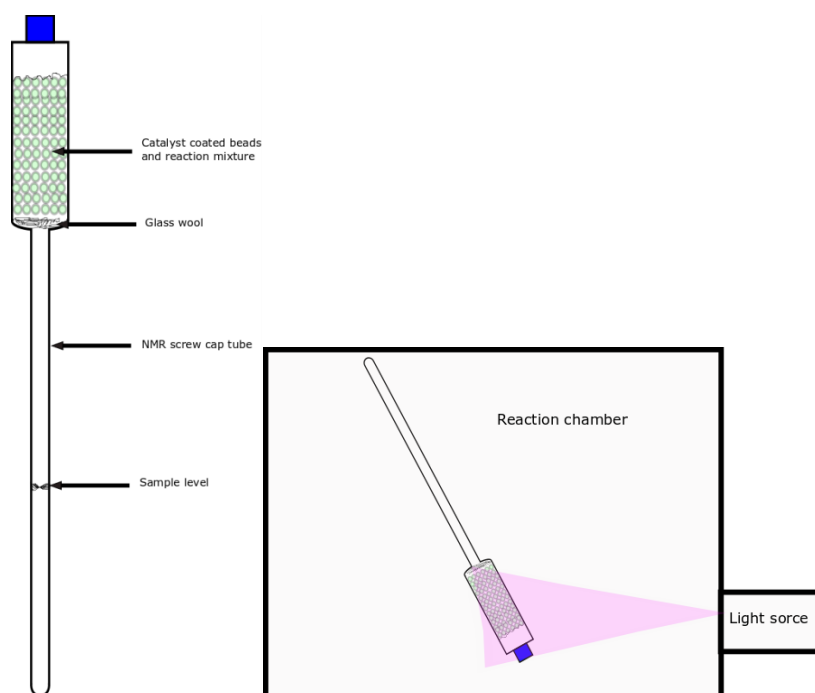 Catalyst coated beads
and reaction mixture
Glass wool
NMR screw cap tube
Sample level
Reaction chamber
Light sorce